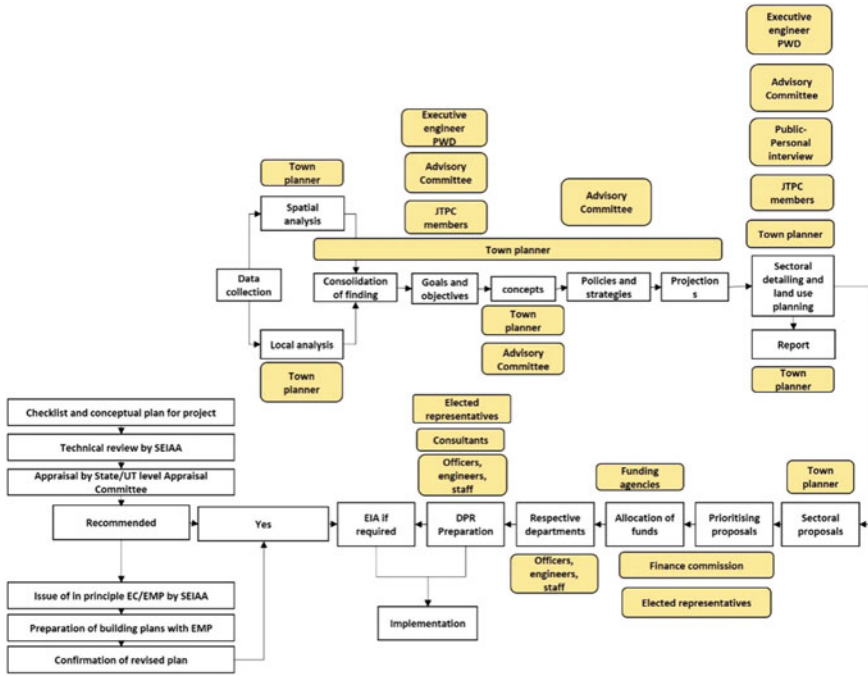 Executive
engineer
PWD
Advisory
Committee
Public-
Personal
interview
JTPC
members
Town planner
Executive
engineer
PWD
Advisory
Committee
JTPC
members
Advisory
Committee
Town
planner
Spatial
analysis
Town planner
Data
collection
Consolidation
of finding
Goals and
objectives
concepts
Policies and
strategies
Projection
s
Sectoral
detailing and
land use
planning
Town
planner
Advisory
Committee
Local analysis
Town
planner
Report
Town
planner
Checklist and conceptual plan for project
Technical review by SEIAA
Appraisal by State/UT level Appraisal
Committee
Recommended
Yes
Issue of in principle EC/EMP by SEIAA
Preparation of building plans with EMP
Confirmation of revised plan
Elected
representatives
Consultants
Officers,
engineers,
staff
Funding
agencies
Town
planner
EIA if
required
DPR
Preparation
Respective
departments
Allocation of
funds
Prioritising
proposals
Sectoral
proposals
Officers,
engineers,
staff
Finance commission
Elected representatives
Implementation